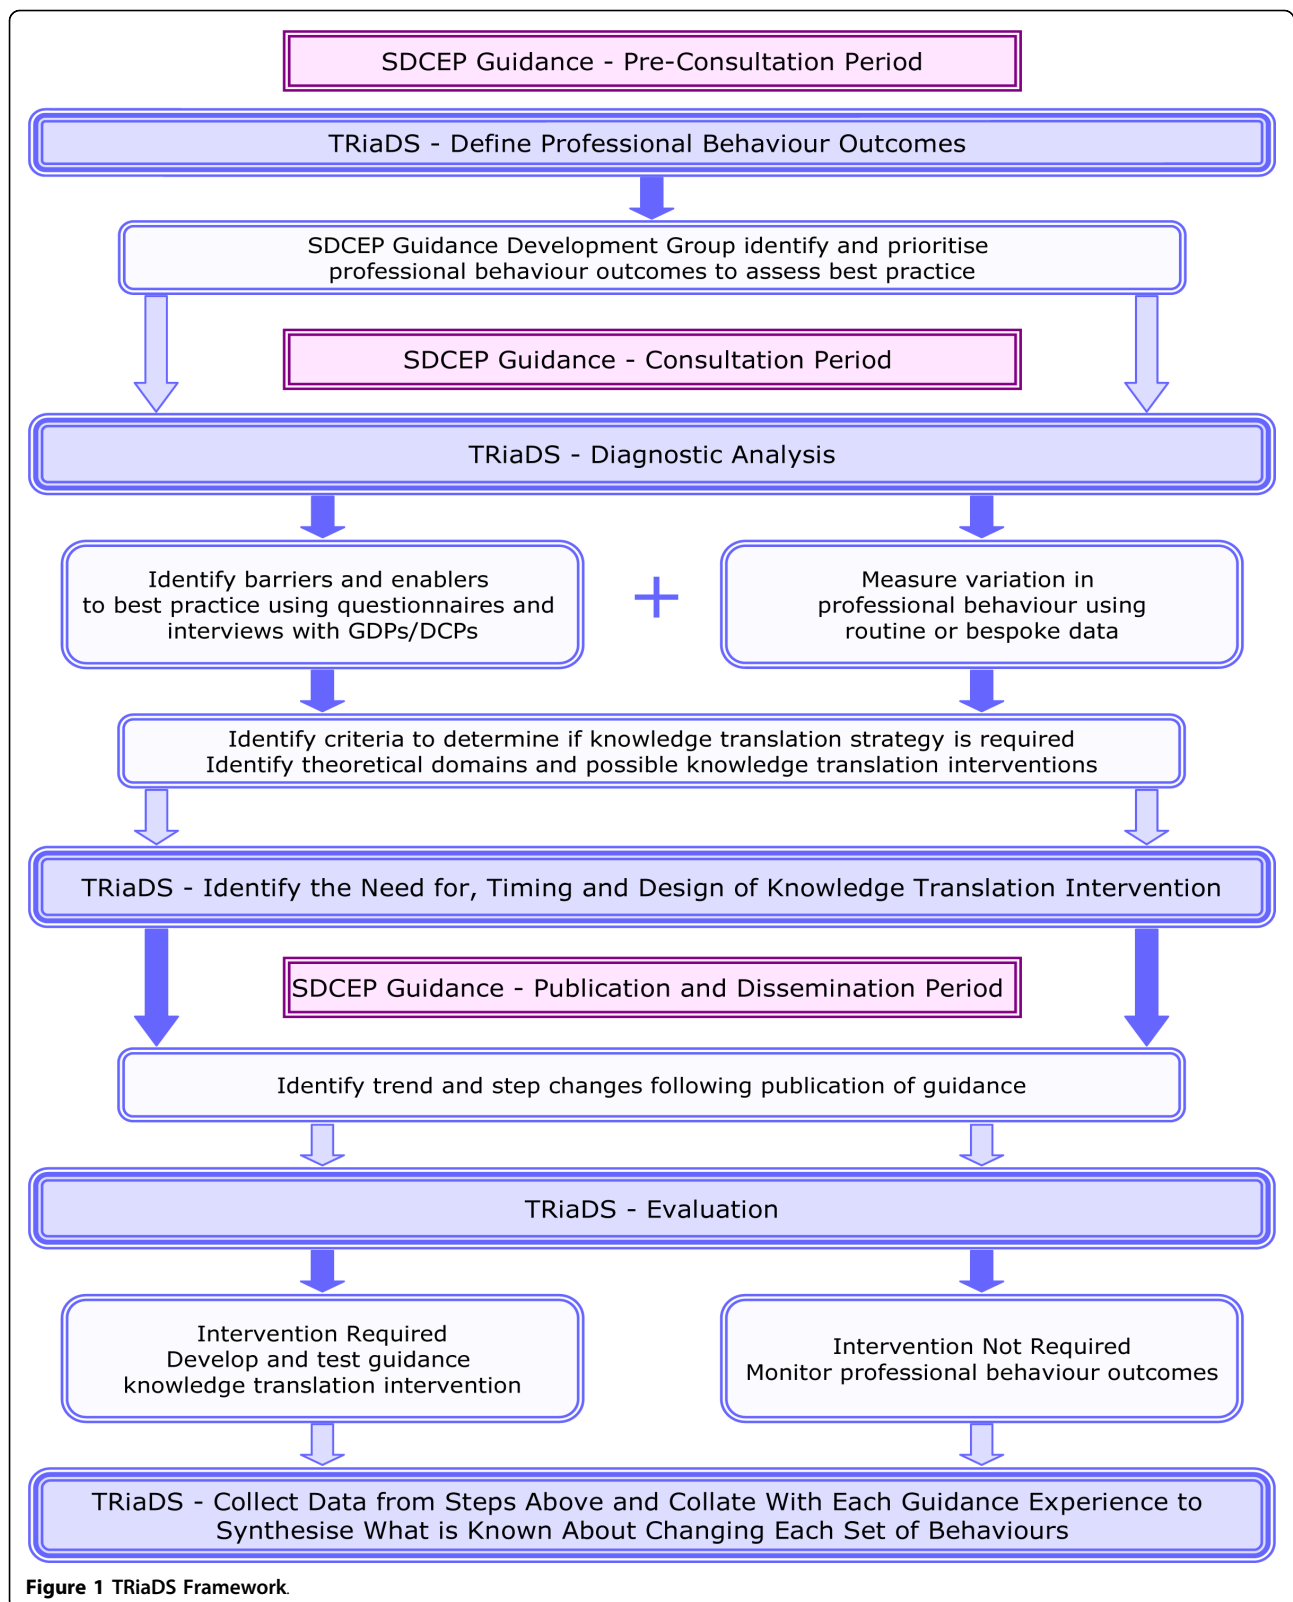 SDCEP Guidance - Pre-Consultation Period
TRiaDS - Define Professional Behaviour Outcomes
SDCEP Guidance Development Group identify and prioritise
professional behaviour outcomes to assess best practice
SDCEP Guidance - Consultation Period
TRiaDS - Diagnostic Analysis
Identify barriers and enablers
to best practice using questionnaires and
interviews with GDPs/DCPs
+
Measure variation in
professional behaviour using
routine or bespoke data
Identify criteria to determine if knowledge translation strategy is required
Identify theoretical domains and possible knowledge translation interventions
TRiaDS - Identify the Need for, Timing and Design of Knowledge Translation Intervention
SDCEP Guidance - Publication and Dissemination Period
Identify trend and step changes following publication of guidance
TRiaDS - Evaluation
Intervention Required
Develop and test guidance
knowledge translation intervention
Intervention Not Required
Monitor professional behaviour outcomes
TRiaDS - Collect Data from Steps Above and Collate With Each Guidance Experience to
Synthesise What is Known About Changing Each Set of Behaviours
Figure 1 TRiaDS Framework.